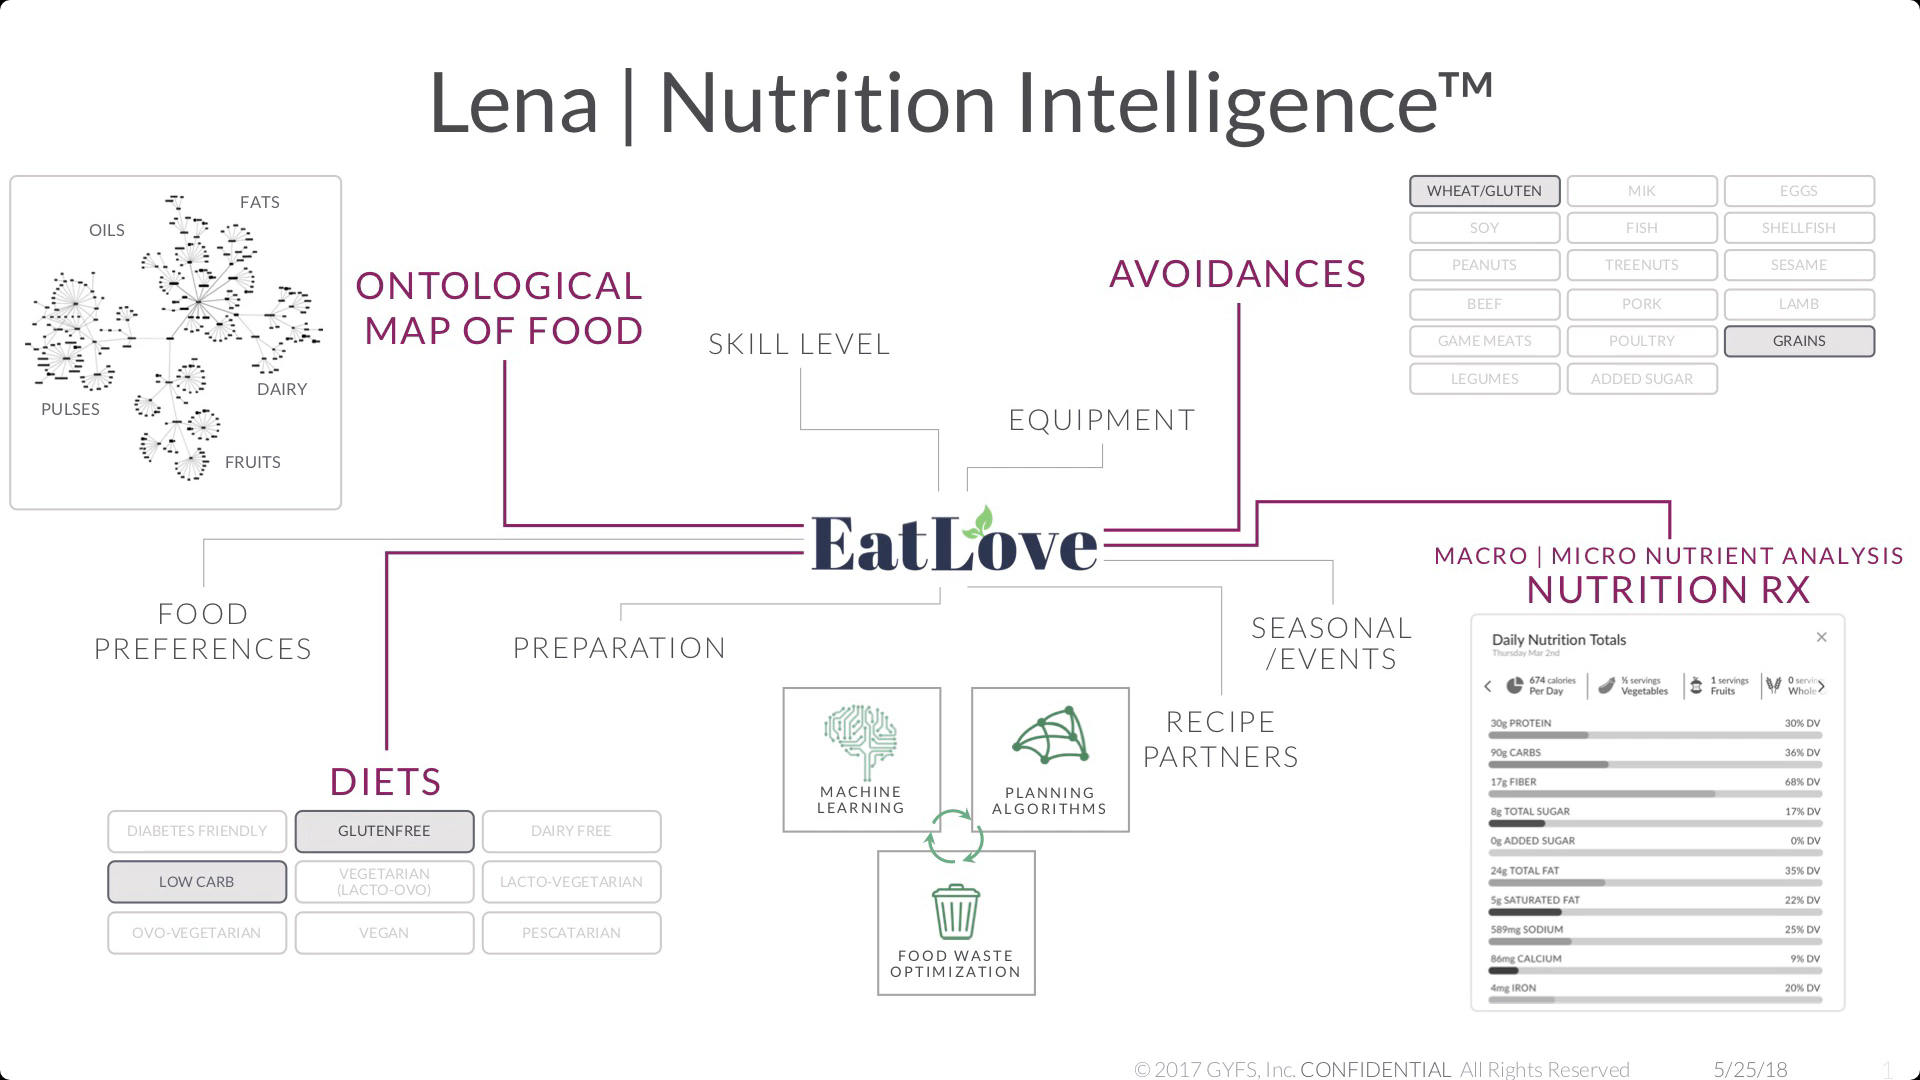 Lena | Nutrition Intelligence™
FATS
OILS
DAIRY
PULSES
FRUITS
ONTOLOGICAL
MAP OF FOOD
SKILL LEVEL
EQUIPMENT
AVOIDANCES
WHEAT/GLUTEN
MIK
EGGS
SOY
FISH
SHELLFISH
PEANUTS
TREENUTS
SESAME
BEEF
PORK
LAMB
GAME MEATS
POULTRY
GRAINS
LEGUMES
ADDED SUGAR
EatLove
FOOD
PREFERENCES
PREPARATION
SEASONAL
/EVENTS
RECIPE
PARTNERS
MACRO | MICRO NUTRIENT ANALYSIS
NUTRITION RX
Daily Nutrition Totals
Thursday Mar 2nd
674 calories
Per Day
½ servings
Vegetables
1 servings
Fruits
0 servin
Whole
30g PROTEIN 30% DV
90g CARBS 36% DV
17g FIBER 68% DV
8g TOTAL SUGAR 17% DV
0g ADDED SUGAR 0% DV
24g TOTAL FAT 35% DV
5g SATURATED FAT 22% DV
589mg SODIUM 25% DV
86mg CALCIUM 9% DV
4mg IRON 20% DV
DIETS
DIABETES FRIENDLY
GLUTENFREE
DAIRY FREE
LOW CARB
VEGETARIAN
(LACTO-OVO)
LACTO-VEGETARIAN
OVO-VEGETARIAN
VEGAN
PESCATARIAN
MACHINE
LEARNING
PLANNING
ALGORITHMS
FOOD WASTE
OPTIMIZATION
© 2017 GYFS, Inc. CONFIDENTIAL All Rights Reserved
5/25/18
1